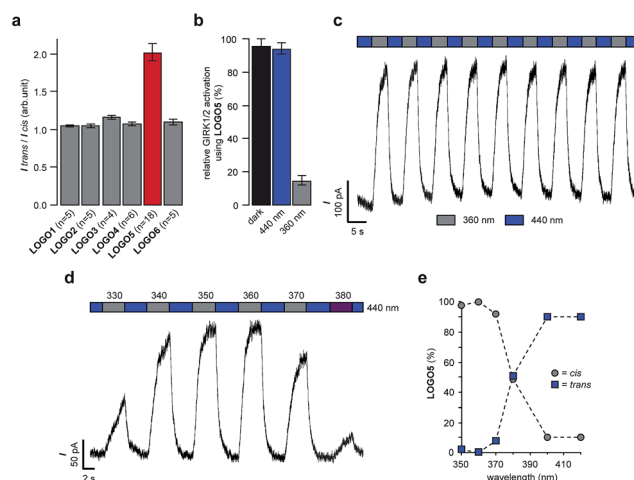 a
I trans / I cis (arb.unit)
2.0
1.5
1.0
0.5
0.0
LOGO1 (n=5)
LOGO2 (n=5)
LOGO3 (n=4)
LOGO4 (n=6)
LOGO5 (n=18)
LOGO6 (n=5)
b
relative GIRK1/2 activation
using LOGO5 (%)
100
80
60
40
20
0
dark
440 nm
360 nm
c
I
100 pA
5 s
360 nm
440 nm
d
330
340
350
360
370
380
440 nm
I
50 pA
2 s
e
LOGO5 (%)
100
80
60
40
20
0
= cis
= trans
350
370
390
410
wavelength (nm)